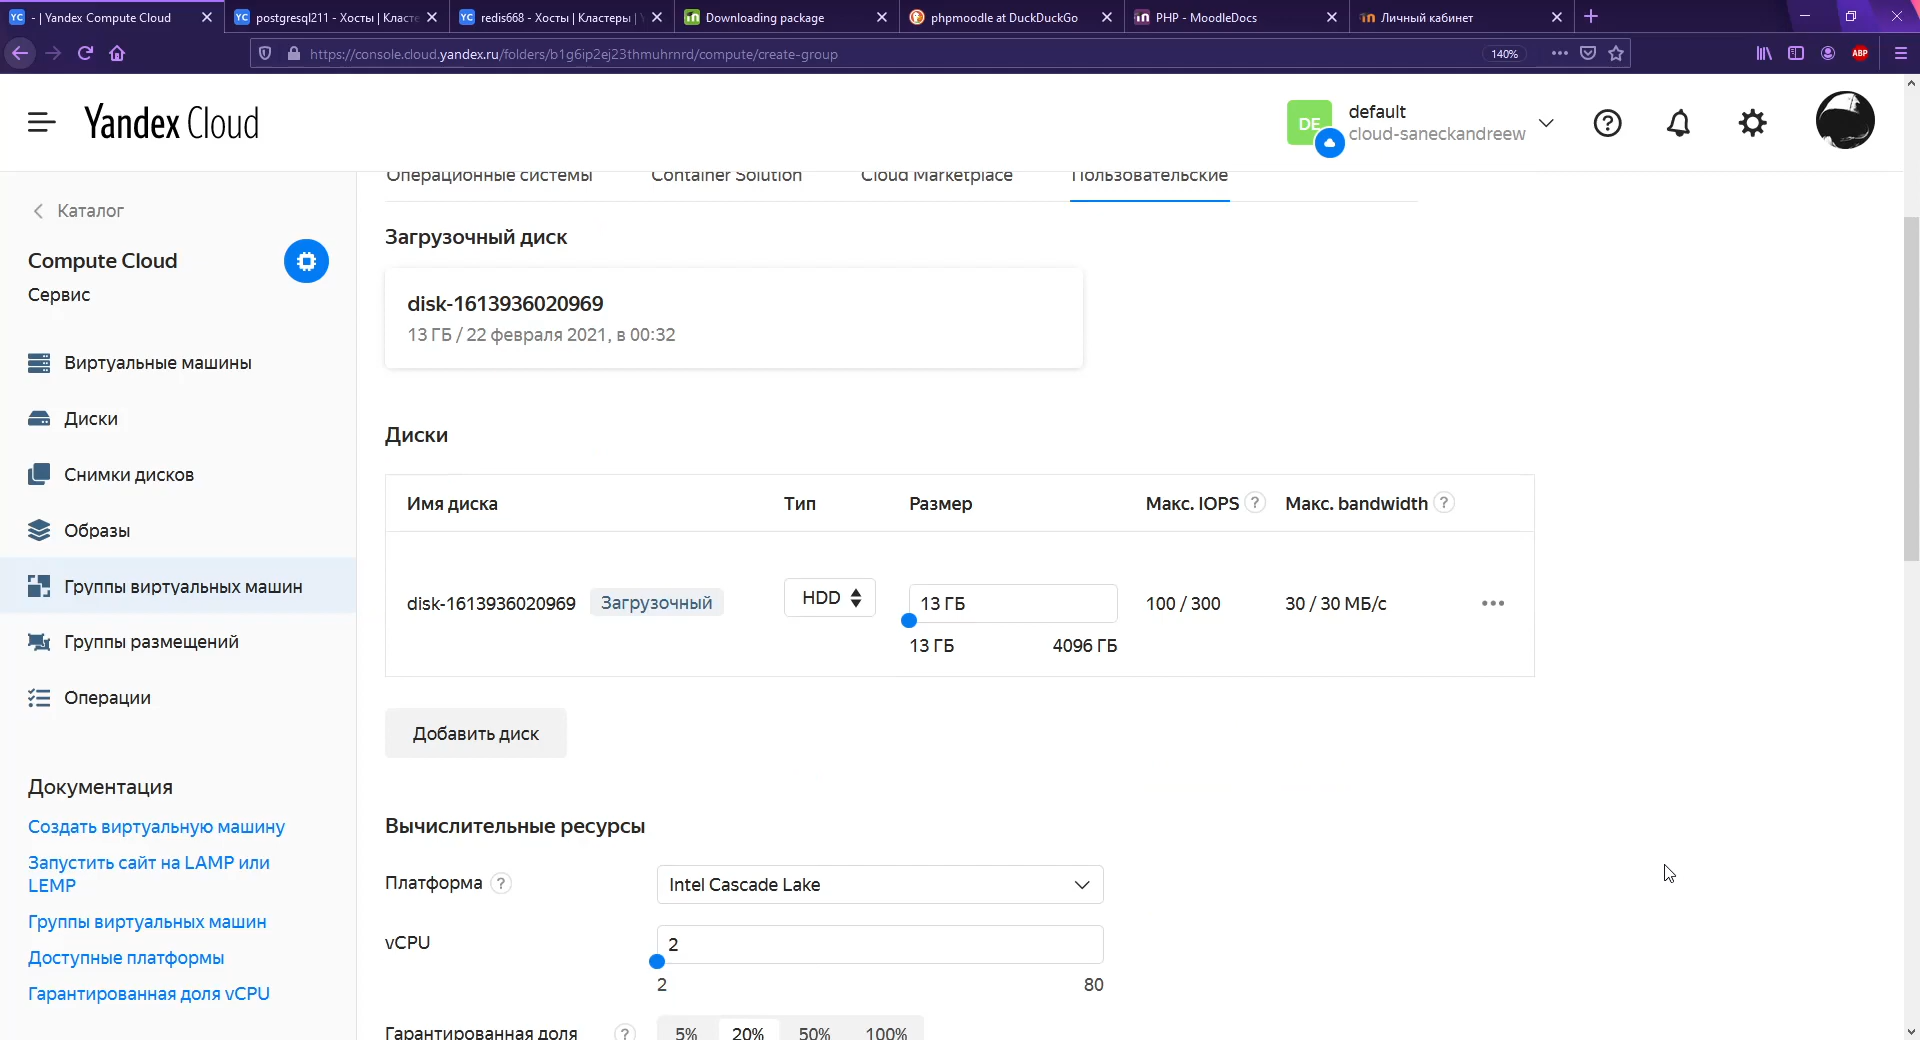 - | Yandex Compute Cloud
postgresql211 - Хосты | Класте
redis668 - Хосты | Кластеры |
Downloading package
phpmoodle at DuckDuckGo
PHP - MoodleDocs
Личный кабинет
https://console.cloud.yandex.ru/folders/b1g6ip2ej23thmuhrnrd/compute/create-group
140%
ABP
Yandex Cloud
DE
default
cloud-saneckandreew
Каталог
Compute Cloud
Сервис
Виртуальные машины
Диски
Снимки дисков
Образы
Группы виртуальных машин
Группы размещений
Операции
Документация
Создать виртуальную машину
Запустить сайт на LAMP или
LEMP
Группы виртуальных машин
Доступные платформы
Гарантированная доля vCPU
Операционные системы
Container Solution
Cloud Marketplace
Пользовательские
Загрузочный диск
disk-1613936020969
13 ГБ / 22 февраля 2021, в 00:32
Диски
Имя диска
Тип
Размер
Макс. IOPS ?
Макс. bandwidth ?
disk-1613936020969
Загрузочный
HDD
13 ГБ
13 ГБ
4096 ГБ
100 / 300
30 / 30 МБ/с
Добавить диск
Вычислительные ресурсы
Платформа ?
Intel Cascade Lake
vCPU
2
2
80
Гарантированная доля ?
5%
20%
50%
100%